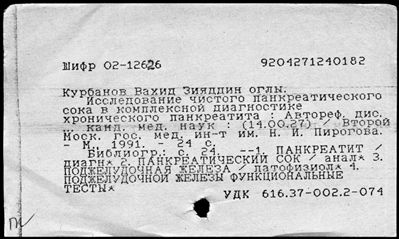 Шифр 02-12626 9204271240182
Курбанов Вахид Зияддин оглы.
Исследование чистого панкреатического
сока в комплексной диагностике
хронического панкреатита : Автореф. дис.
... канд. мед. наук : (14.00.27) / Второй
Моск. гос. мед. ин-т им. Н. И. Пирогова.
- М., 1991. - 24 с.
Библиогр.: с. 24. --1. ПАНКРЕАТИТ /
диагн* 2. ПАНКРЕАТИЧЕСКИЙ СОК / анал* 3.
ПОДЖЕЛУДОЧНАЯ ЖЕЛЕЗА / патофизиол* 4.
ПОДЖЕЛУДОЧНОЙ ЖЕЛЕЗЫ ФУНКЦИОНАЛЬНЫЕ
ТЕСТЫ*
УДК 616.37-002.2-074